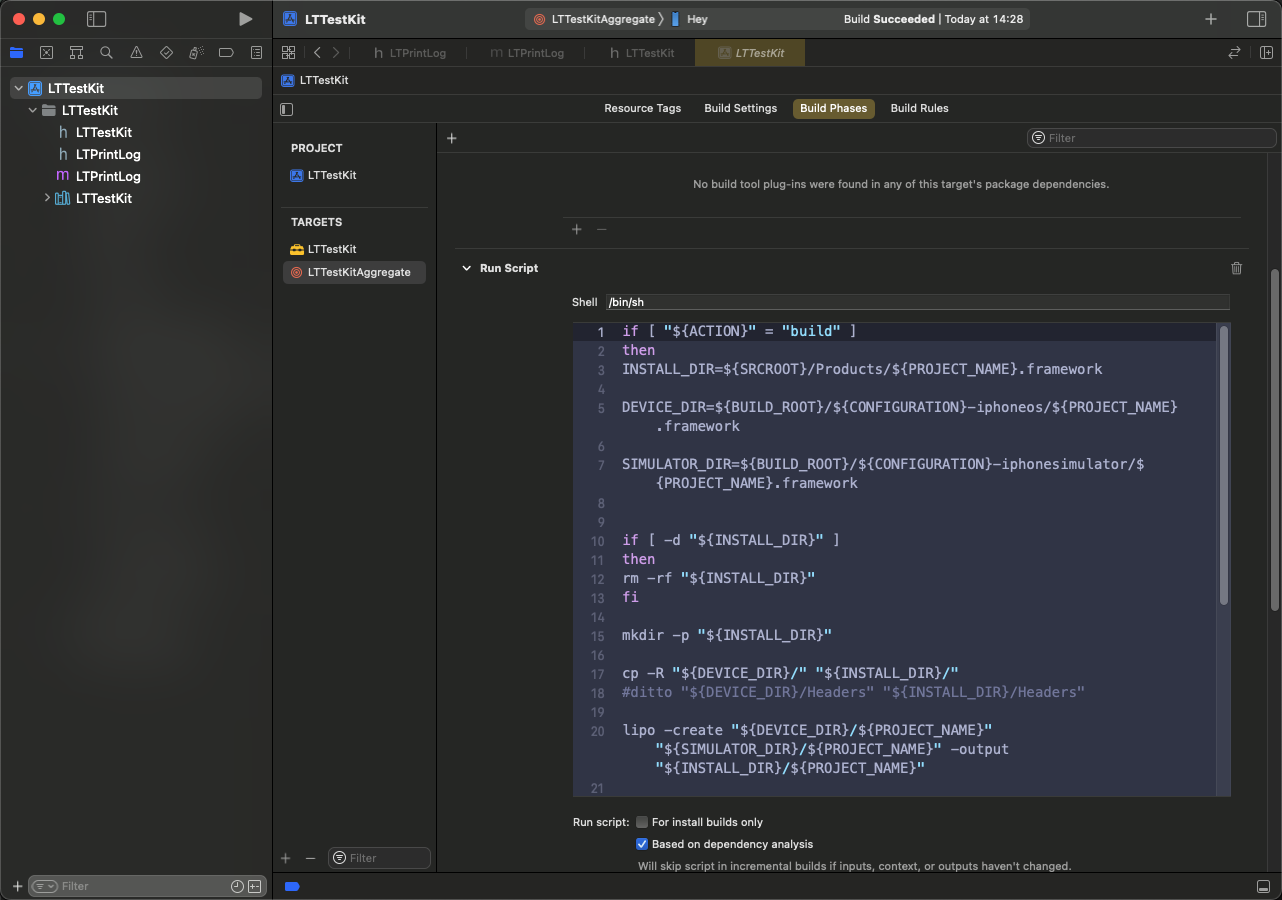 LTTestKit
LTTestKitAggregate
Hey
Build Succeeded | Today at 14:28
h LTPrintLog
m LTPrintLog
h LTTestKit
LTTestKit
LTTestKit
LTTestKit
LTTestKit
h LTTestKit
h LTPrintLog
m LTPrintLog
LTTestKit
Filter
Resource Tags
Build Settings
Build Phases
Build Rules
PROJECT
LTTestKit
TARGETS
LTTestKit
LTTestKitAggregate
Filter
Filter
No build tool plug-ins were found in any of this target's package dependencies.
Run Script
Shell /bin/sh
1 if [ "${ACTION}" = "build" ]
2 then
3 INSTALL_DIR=${SRCROOT}/Products/${PROJECT_NAME}.framework
4
5 DEVICE_DIR=${BUILD_ROOT}/${CONFIGURATION}-iphoneos/${PROJECT_NAME}
.framework
6
7 SIMULATOR_DIR=${BUILD_ROOT}/${CONFIGURATION}-iphonesimulator/$
{PROJECT_NAME}.framework
8
9
10 if [ -d "${INSTALL_DIR}" ]
11 then
12 rm -rf "${INSTALL_DIR}"
13 fi
14
15 mkdir -p "${INSTALL_DIR}"
16
17 cp -R "${DEVICE_DIR}/" "${INSTALL_DIR}/"
18 #ditto "${DEVICE_DIR}/Headers" "${INSTALL_DIR}/Headers"
19
20 lipo -create "${DEVICE_DIR}/${PROJECT_NAME}"
"${SIMULATOR_DIR}/${PROJECT_NAME}" -output
"${INSTALL_DIR}/${PROJECT_NAME}"
21
Run script: For install builds only
Based on dependency analysis
Will skip script in incremental builds if inputs, context, or outputs haven't changed.